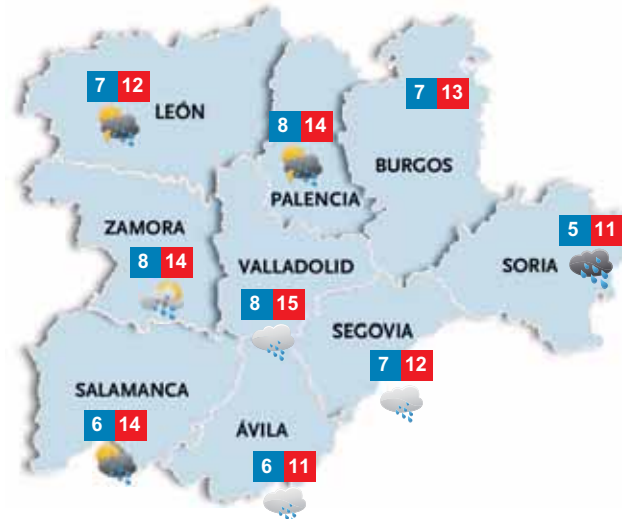 7 12
LEÓN
7 13
8 14
BURGOS
PALENCIA
ZAMORA
8 14
5 11
SORIA
VALLADOLID
8 15
SEGOVIA
7 12
SALAMANCA
6 14
ÁVILA
6 11